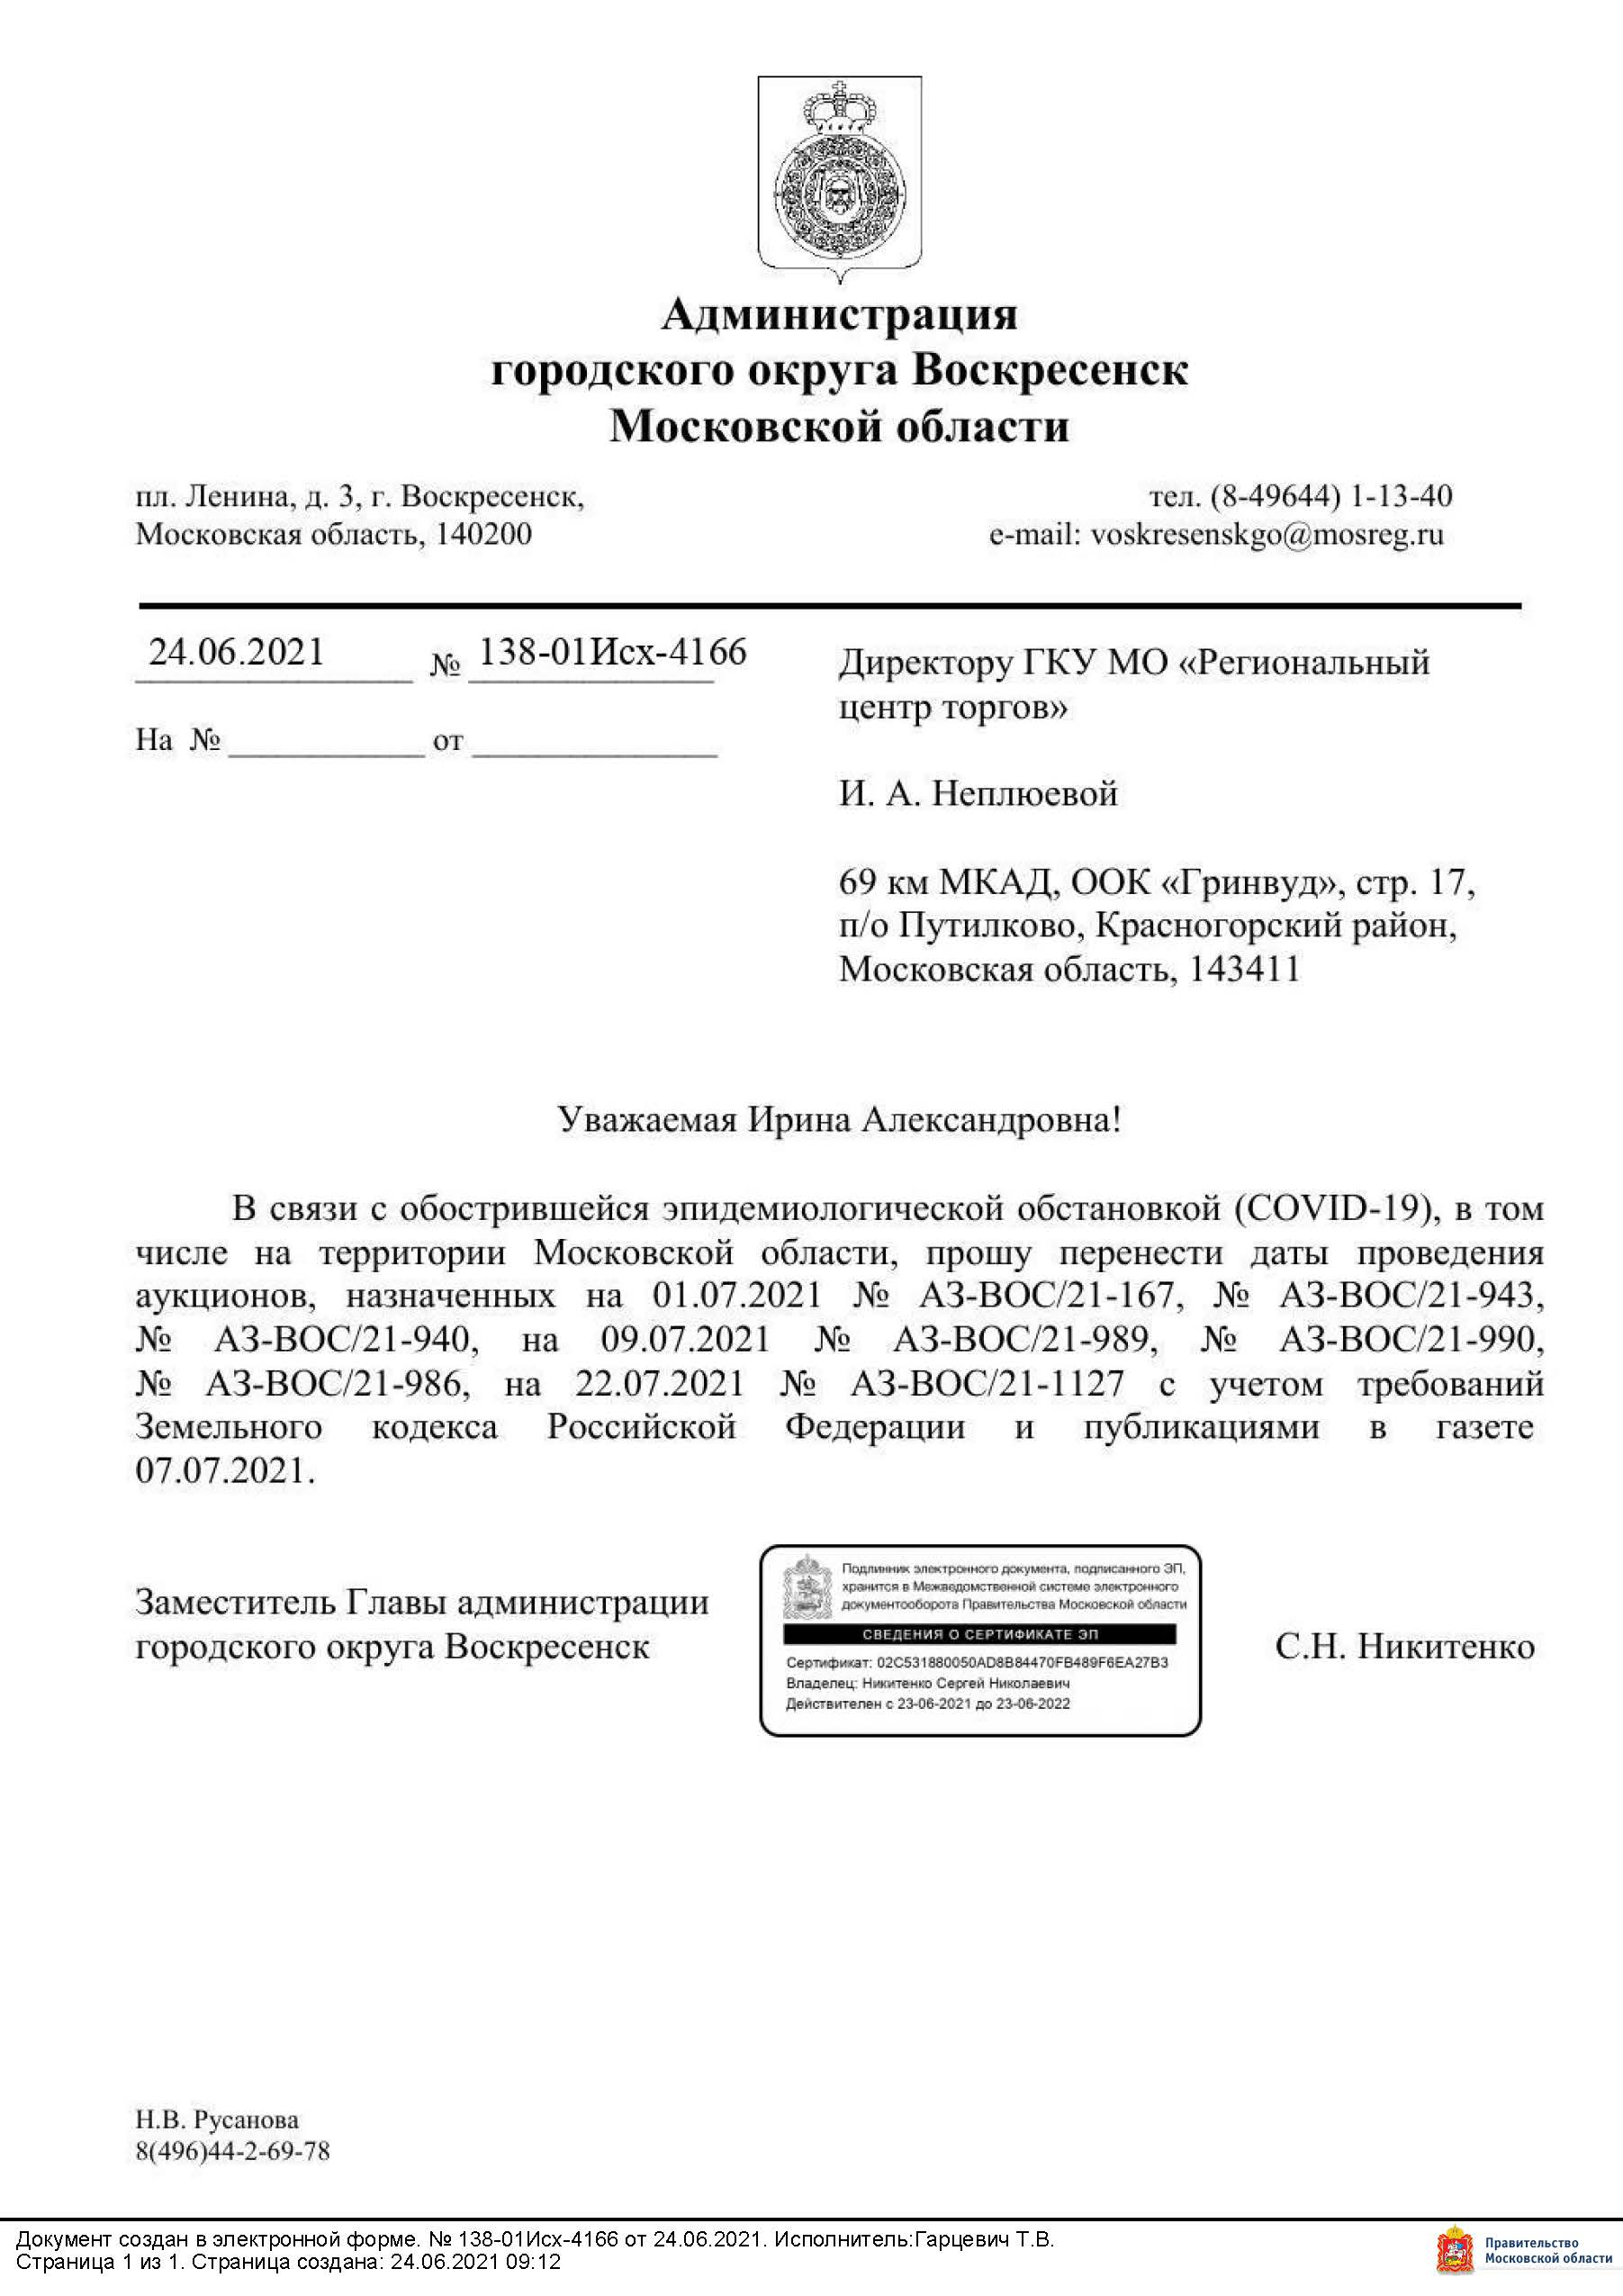 Администрация
городского округа Воскресенск
Московской области
пл. Ленина, д. 3, г. Воскресенск,
Московская область, 140200
тел. (8-49644) 1-13-40
e-mail: voskresenskgo@mosreg.ru
24.06.2021 № 138-01Исх-4166
На № ____________ от _______________
Директору ГКУ МО «Региональный
центр торгов»
И. А. Неплюевой
69 км МКАД, ООК «Гринвуд», стр. 17,
п/о Путилково, Красногорский район,
Московская область, 143411
Уважаемая Ирина Александровна!
В связи с обострившейся эпидемиологической обстановкой (COVID-19), в том
числе на территории Московской области, прошу перенести даты проведения
аукционов, назначенных на 01.07.2021 № АЗ-ВОС/21-167, № АЗ-ВОС/21-943,
№ АЗ-ВОС/21-940, на 09.07.2021 № АЗ-ВОС/21-989, № АЗ-ВОС/21-990,
№ АЗ-ВОС/21-986, на 22.07.2021 № АЗ-ВОС/21-1127 с учетом требований
Земельного кодекса Российской Федерации и публикациями в газете
07.07.2021.
Заместитель Главы администрации
городского округа Воскресенск
Подлинник электронного документа, подписанного ЭП,
хранится в Межведомственной системе электронного
документооборота Правительства Московской области
СВЕДЕНИЯ О СЕРТИФИКАТЕ ЭП
Сертификат: 02C531880050AD8B84470FB489F6EA27B3
Владелец: Никитенко Сергей Николаевич
Действителен с 23-06-2021 до 23-06-2022
С.Н. Никитенко
Н.В. Русанова
8(496)44-2-69-78
Документ создан в электронной форме. № 138-01Исх-4166 от 24.06.2021. Исполнитель:Гарцевич Т.В.
Страница 1 из 1. Страница создана: 24.06.2021 09:12
Правительство
Московской области